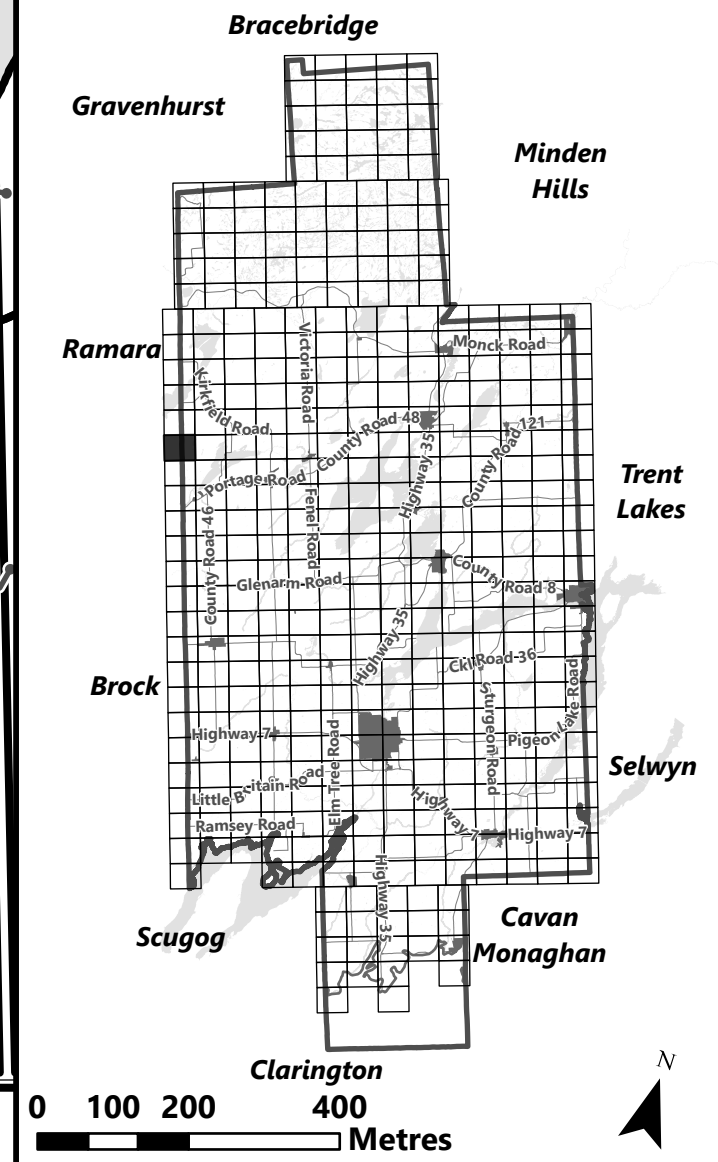 Bracebridge
Gravenhurst
Minden
Hills
Ramara
Monck Road
Victoria Road
Kirkfield Road
County Road 48
Highway 35
County Road 121
Portage Road
Trent
Lakes
Fenel Road
County Road 46
Glenarm Road
County Road 8
Highway 35
Ckl Road 36
Brock
Sturgeon Road
Pigeon Lake Road
Highway 7
Elm Tree Road
Selwyn
Little Britain Road
Highway 7
Ramsey Road
Highway 7
Highway 35
Scugog
Cavan
Monaghan
Clarington
N
0 100 200 400
Metres